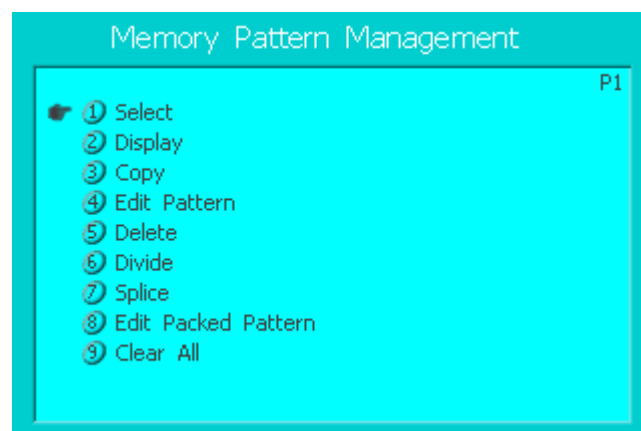 Memory Pattern Management
P1
1 Select
2 Display
3 Copy
4 Edit Pattern
5 Delete
6 Divide
7 Splice
8 Edit Packed Pattern
9 Clear All